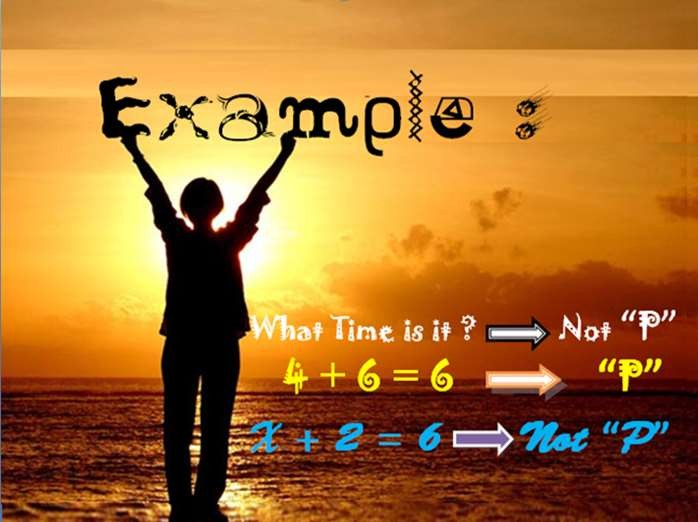 Example :
What Time is it ? Not “P”
4 + 6 = 6 “P”
X + 2 = 6 Not “P”